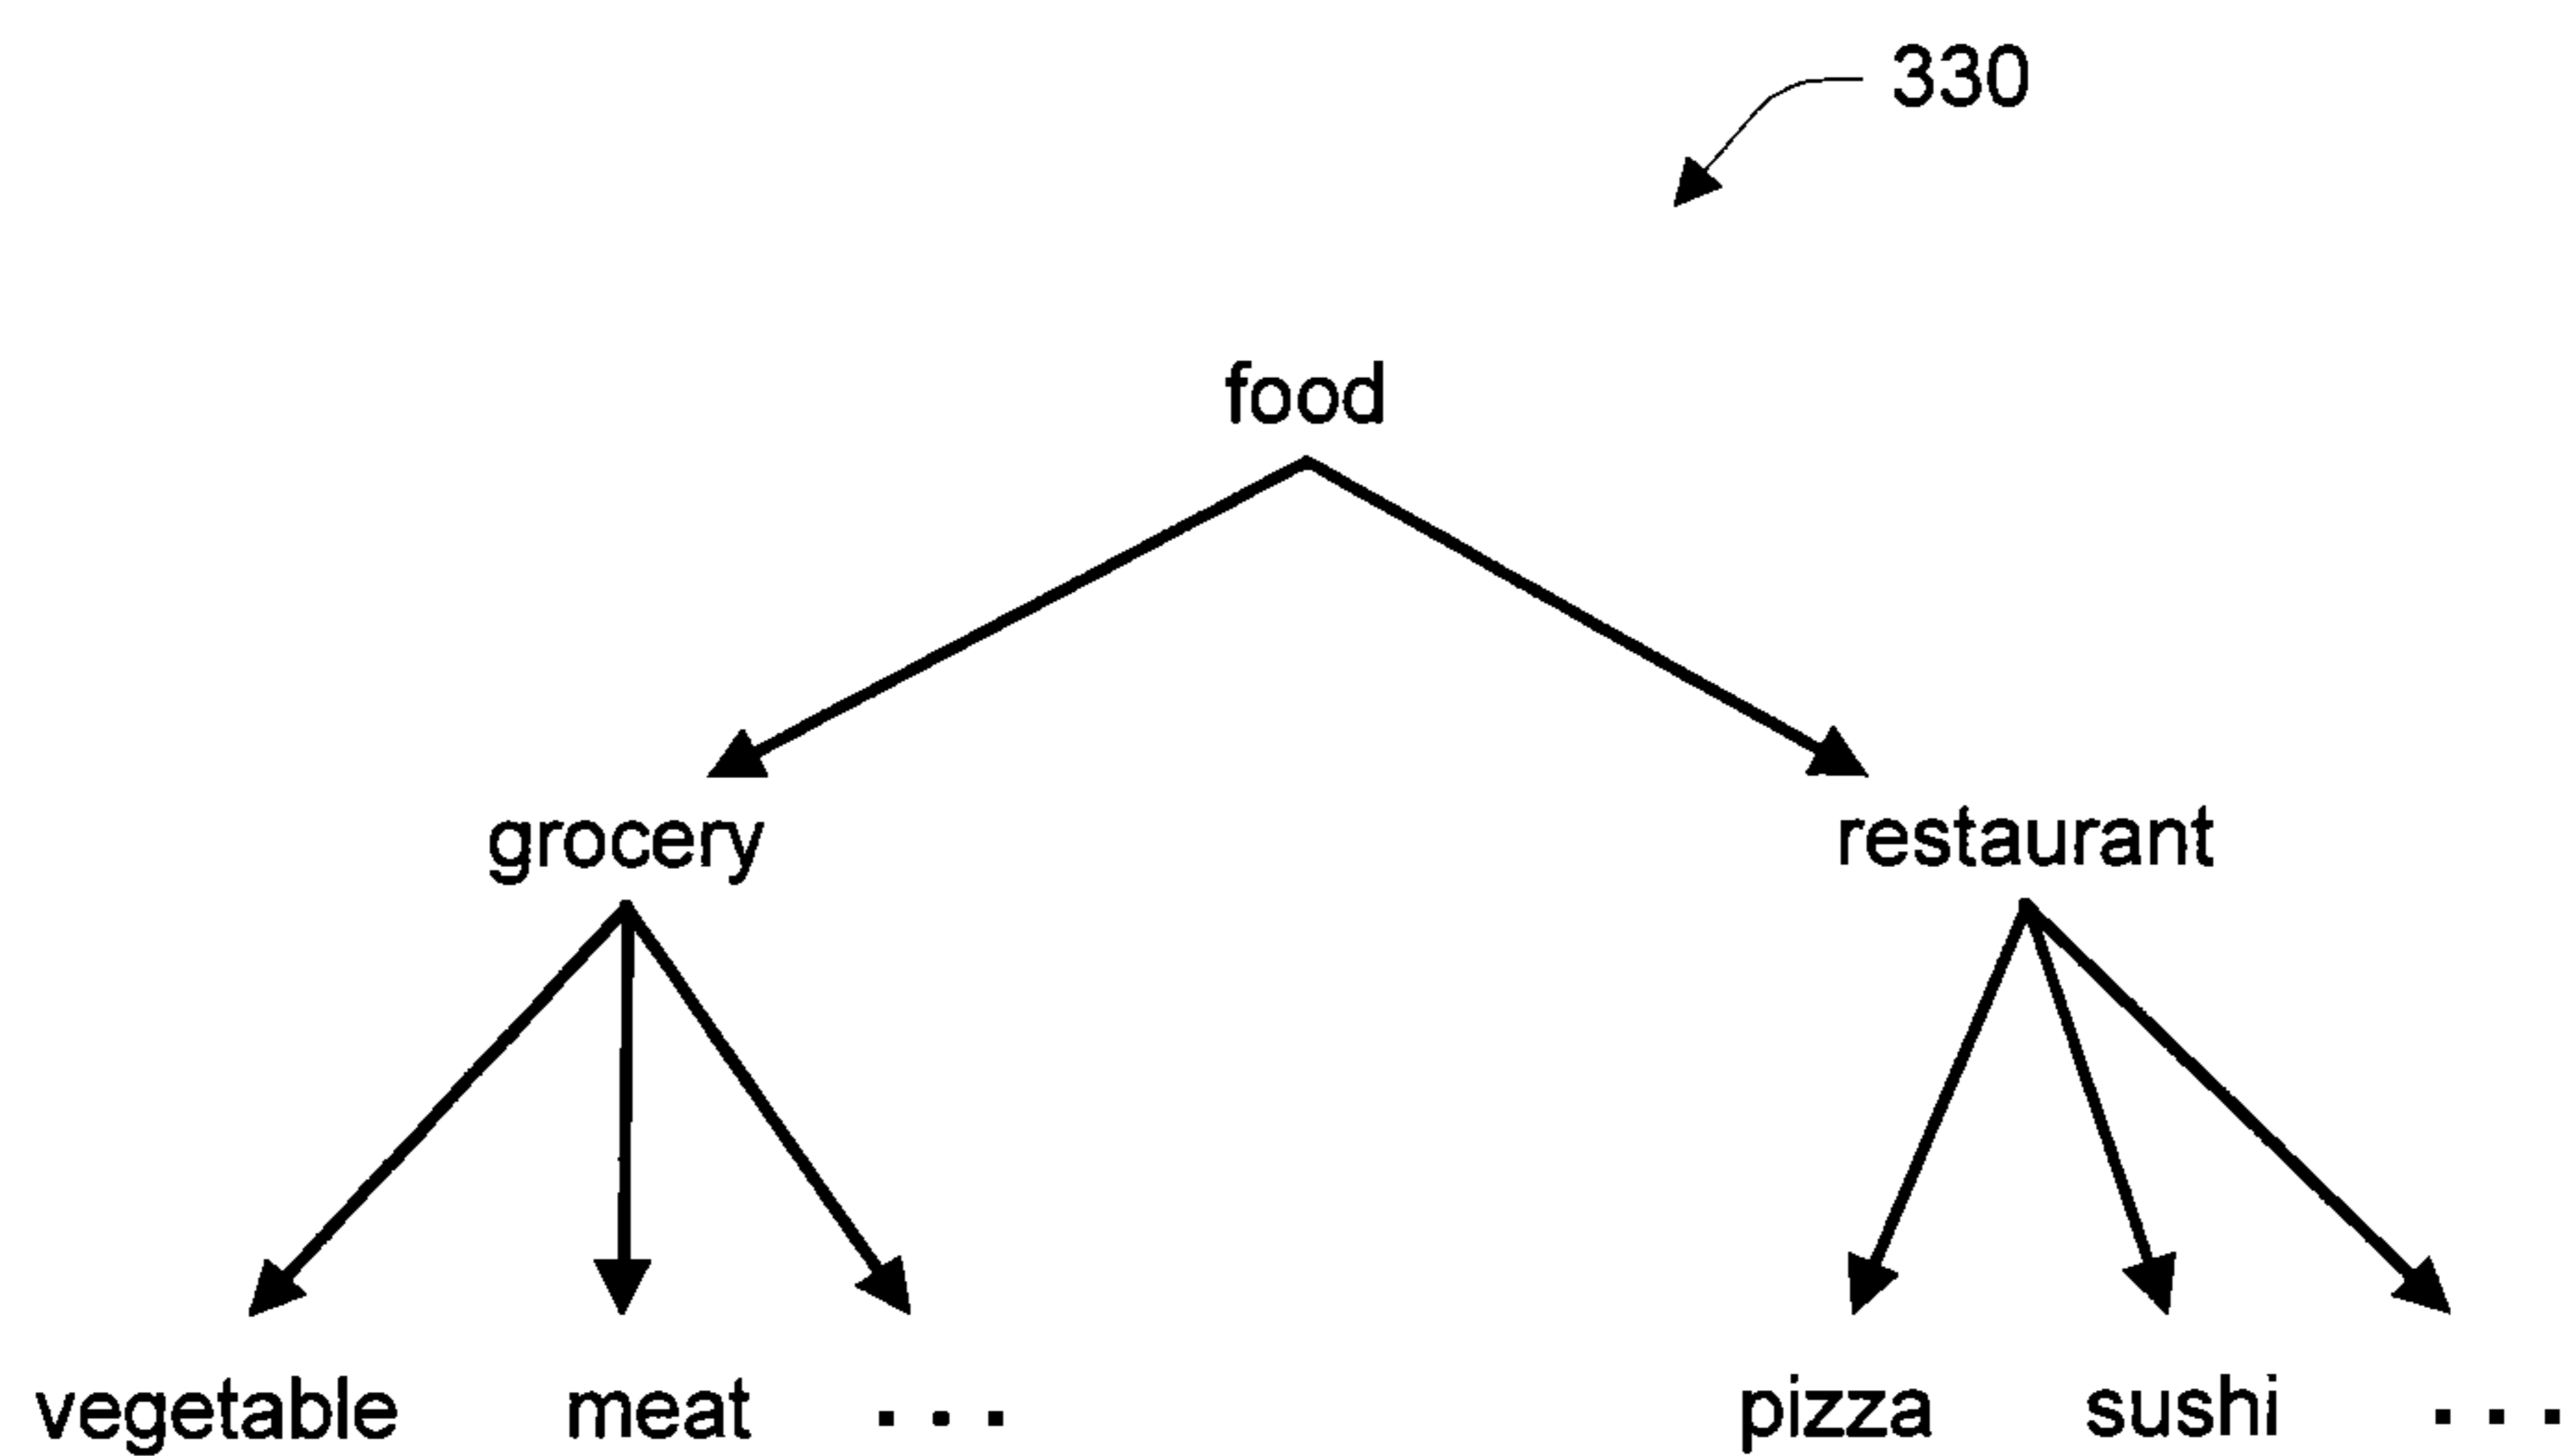 330
food
grocery restaurant
vegetable meat ... pizza sushi ...